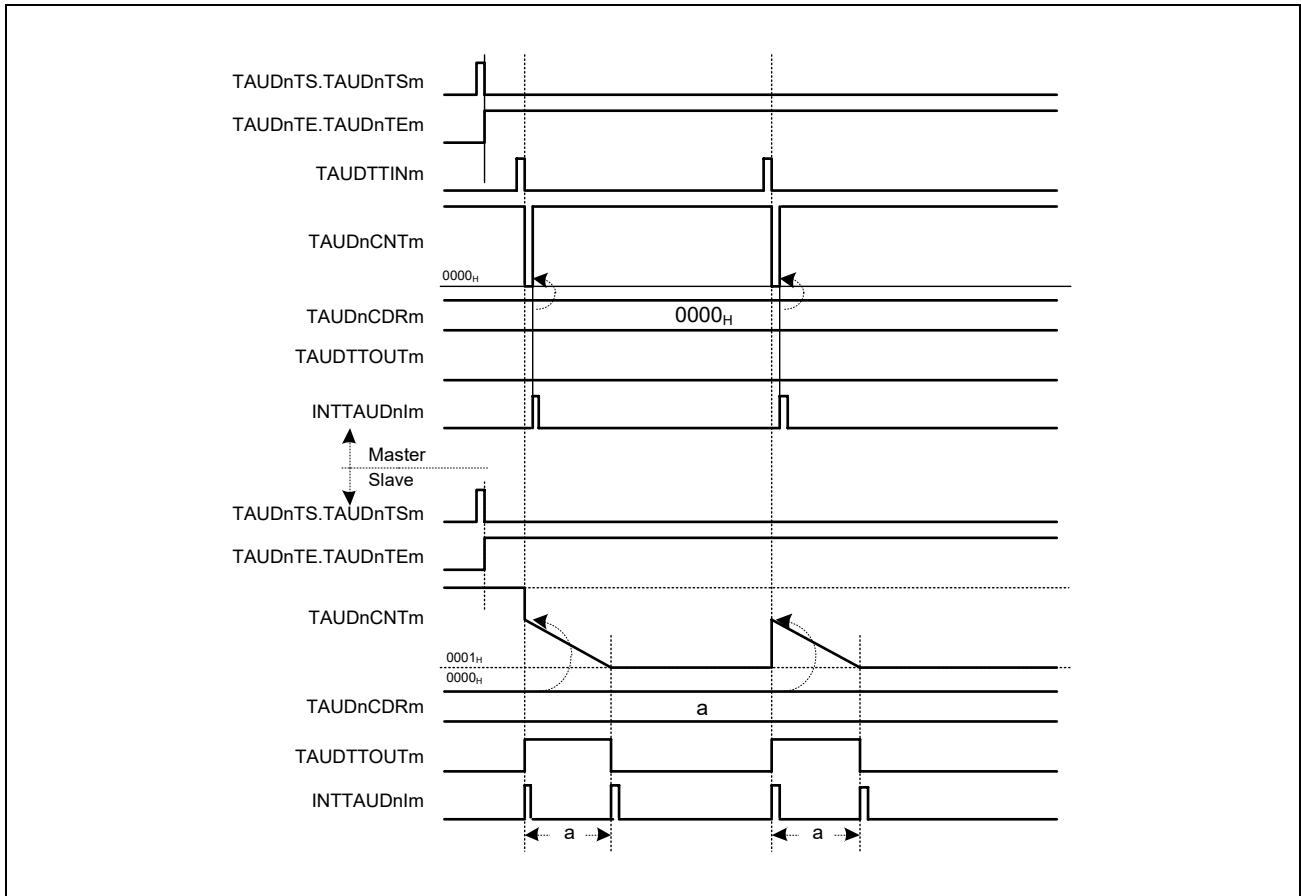 TAUDnTS.TAUDnTSm
TAUDnTE.TAUDnTEm
TAUDTTINm
TAUDnCNTm
0000H
TAUDnCDRm
0000H
TAUDTTOUTm
INTTAUDnIm
Master
Slave
TAUDnTS.TAUDnTSm
TAUDnTE.TAUDnTEm
TAUDnCNTm
0001H
0000H
TAUDnCDRm
a
TAUDTTOUTm
INTTAUDnIm
a
a